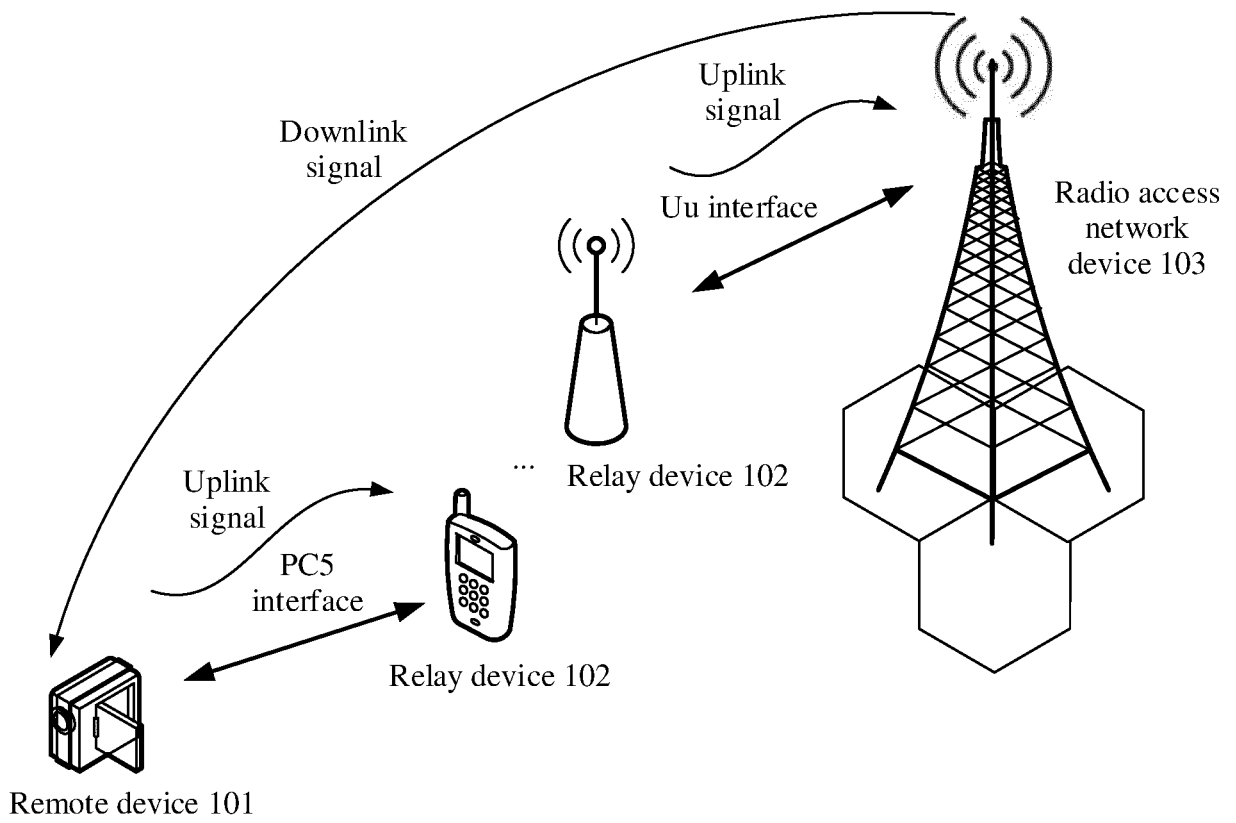 Uplink
signal
Downlink
signal
Uu interface
Radio access
network
device 103
...
Relay device 102
Uplink
signal
PC5
interface
Relay device 102
Remote device 101